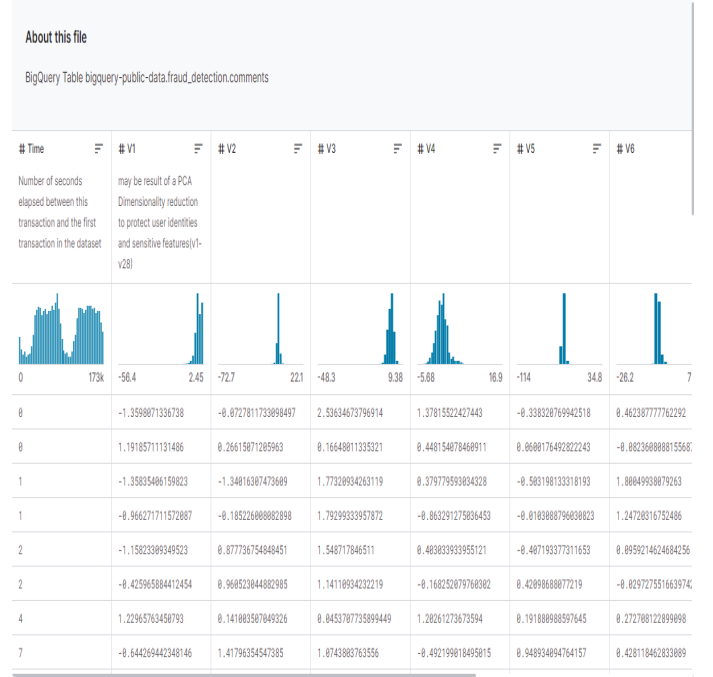 About this file
BigQuery Table bigquery-public-data.fraud_detection.comments
# Time # V1 # V2 # V3 # V4 # V5 # V6
Number of seconds elapsed between this transaction and the first transaction in the dataset
may be result of a PCA Dimensionality reduction to protect user identities and sensitive features(v1-v28)
0 173k -56.4 2.45 -72.7 22.1 -48.3 9.38 -5.68 16.9 -114 34.8 -26.2 7
0 -1.3598071336738 -0.0727811733098497 2.53634673796914 1.37815522427443 -0.338320769942518 0.462387777762292
0 1.19185711131486 0.26615071205963 0.16648011335321 0.448154078460911 0.0600176492822243 -0.0823608088155687
1 -1.35835406159823 -1.34016307473609 1.77320934263119 0.379779593034328 -0.503198133318193 1.80049938079263
1 -0.966271711572087 -0.185226008082898 1.79299333957872 -0.863291275036453 -0.0103088796030823 1.24720316752486
2 -1.15823309349523 0.877736754848451 1.548717846511 0.403033933955121 -0.407193377311653 0.0959214624684256
2 -0.425965884412454 0.960523044882985 1.14110934232219 -0.168252079760302 0.42098688077219 -0.029727551663974
4 1.22965763450793 0.141003507049326 0.0453707735899449 1.20261273673594 0.191880988597645 0.272708122899098
7 -0.644269442348146 1.41796354547385 1.0743803763556 -0.492199018495015 0.948934094764157 0.428118462833089